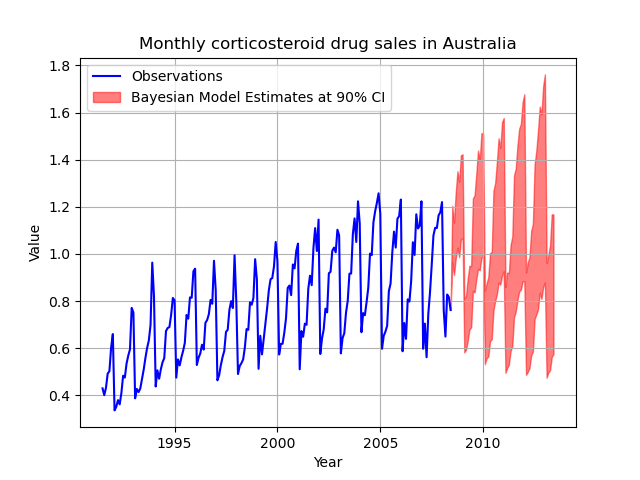 Monthly corticosteroid drug sales in Australia
Observations
Bayesian Model Estimates at 90% CI
Value
1.8
1.6
1.4
1.2
1.0
0.8
0.6
0.4
1995
2000
2005
2010
Year